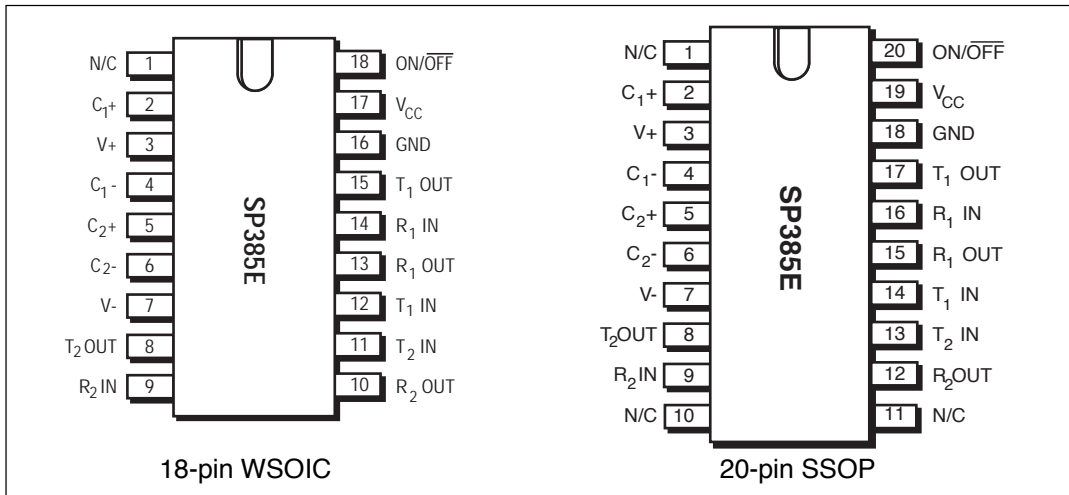 N/C 1
C1+ 2
V+ 3
C1- 4
C2+ 5
C2- 6
V- 7
T2OUT 8
R2 IN 9
SP385E
18 ON/OFF
17 VCC
16 GND
15 T1 OUT
14 R1 IN
13 R1 OUT
12 T1 IN
11 T2 IN
10 R2 OUT
18-pin WSOIC
N/C 1
C1+ 2
V+ 3
C1- 4
C2+ 5
C2- 6
V- 7
T2OUT 8
R2 IN 9
N/C 10
SP385E
20 ON/OFF
19 VCC
18 GND
17 T1 OUT
16 R1 IN
15 R1 OUT
14 T1 IN
13 T2 IN
12 R2OUT
11 N/C
20-pin SSOP